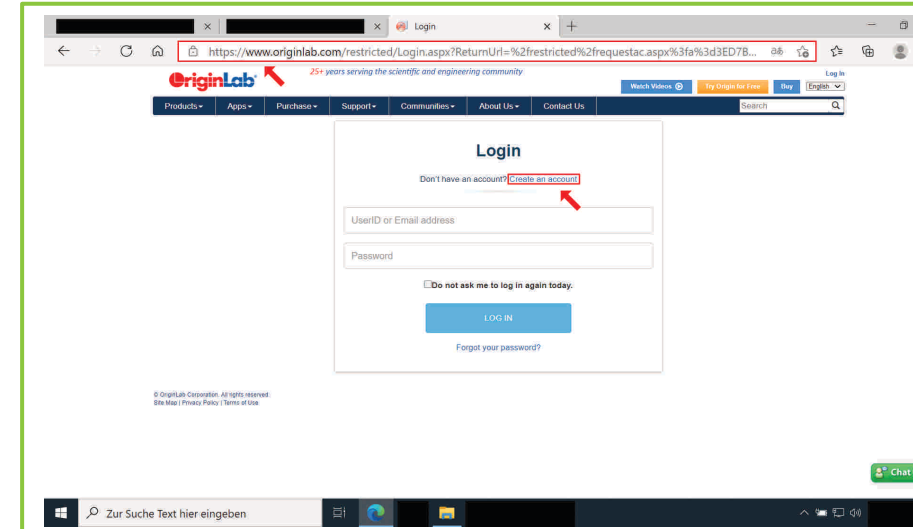 Login
https://www.originlab.com/restricted/Login.aspx?ReturnUrl=%2frestricted%2frequestac.aspx%3fa%3d3ED7B...
OriginLab
25+ years serving the scientific and engineering community
Log In
Watch Videos
Try Origin for Free
Buy
English
Products
Apps
Purchase
Support
Communities
About Us
Contact Us
Search
Login
Don't have an account? Create an account
UserID or Email address
Password
Do not ask me to log in again today.
LOG IN
Forgot your password?
© OriginLab Corporation. All rights reserved.
Site Map | Privacy Policy | Terms of Use
Chat
Zur Suche Text hier eingeben